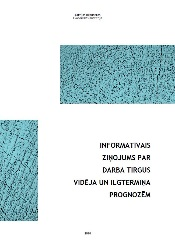 INFORMATĪVAIS
ZIŅOJUMS PAR
DARBA TIRGUS
VIDĒJA UN ILGTERMIŅA
PROGNOZĒM